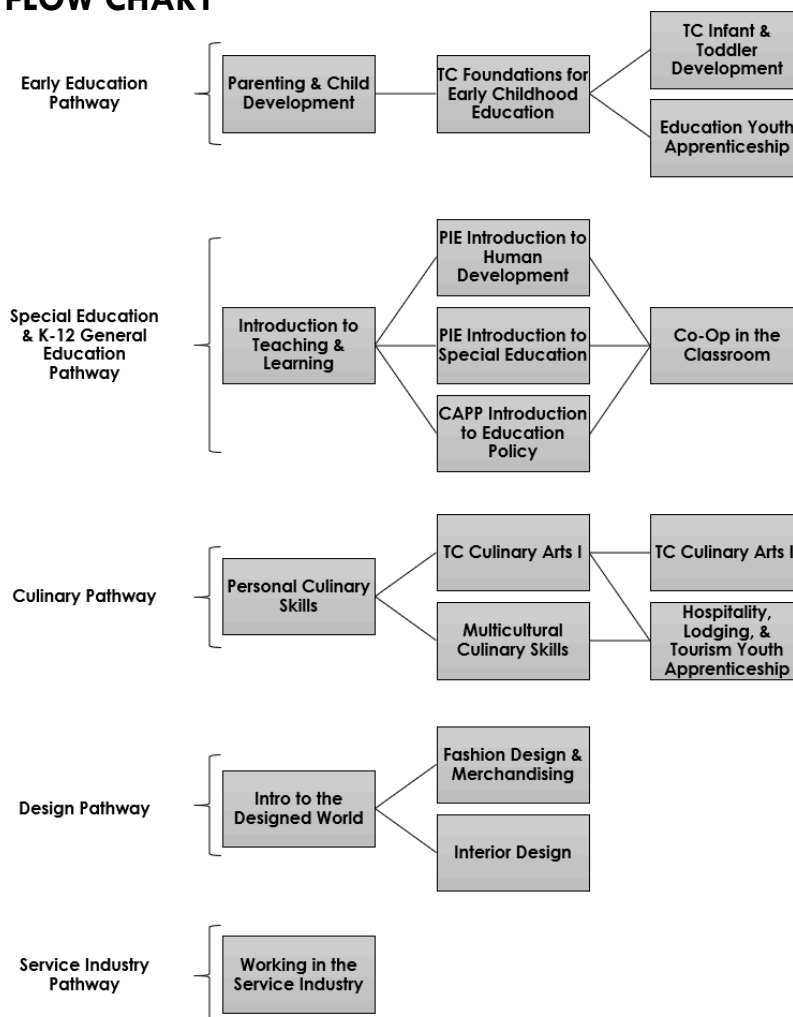 FLOW CHART
Early Education
Pathway
Parenting & Child
Development
TC Foundations for
Early Childhood
Education
TC Infant &
Toddler
Development
Education Youth
Apprenticeship
Special Education
& K-12 General
Education
Pathway
Introduction to
Teaching &
Learning
PIE Introduction to
Human
Development
PIE Introduction to
Special Education
CAPP Introduction
to Education
Policy
Co-Op in the
Classroom
Culinary Pathway
Personal Culinary
Skills
TC Culinary Arts I
Multicultural
Culinary Skills
TC Culinary Arts I
Hospitality,
Lodging, &
Tourism Youth
Apprenticeship
Design Pathway
Intro to the
Designed World
Fashion Design &
Merchandising
Interior Design
Service Industry
Pathway
Working in the
Service Industry